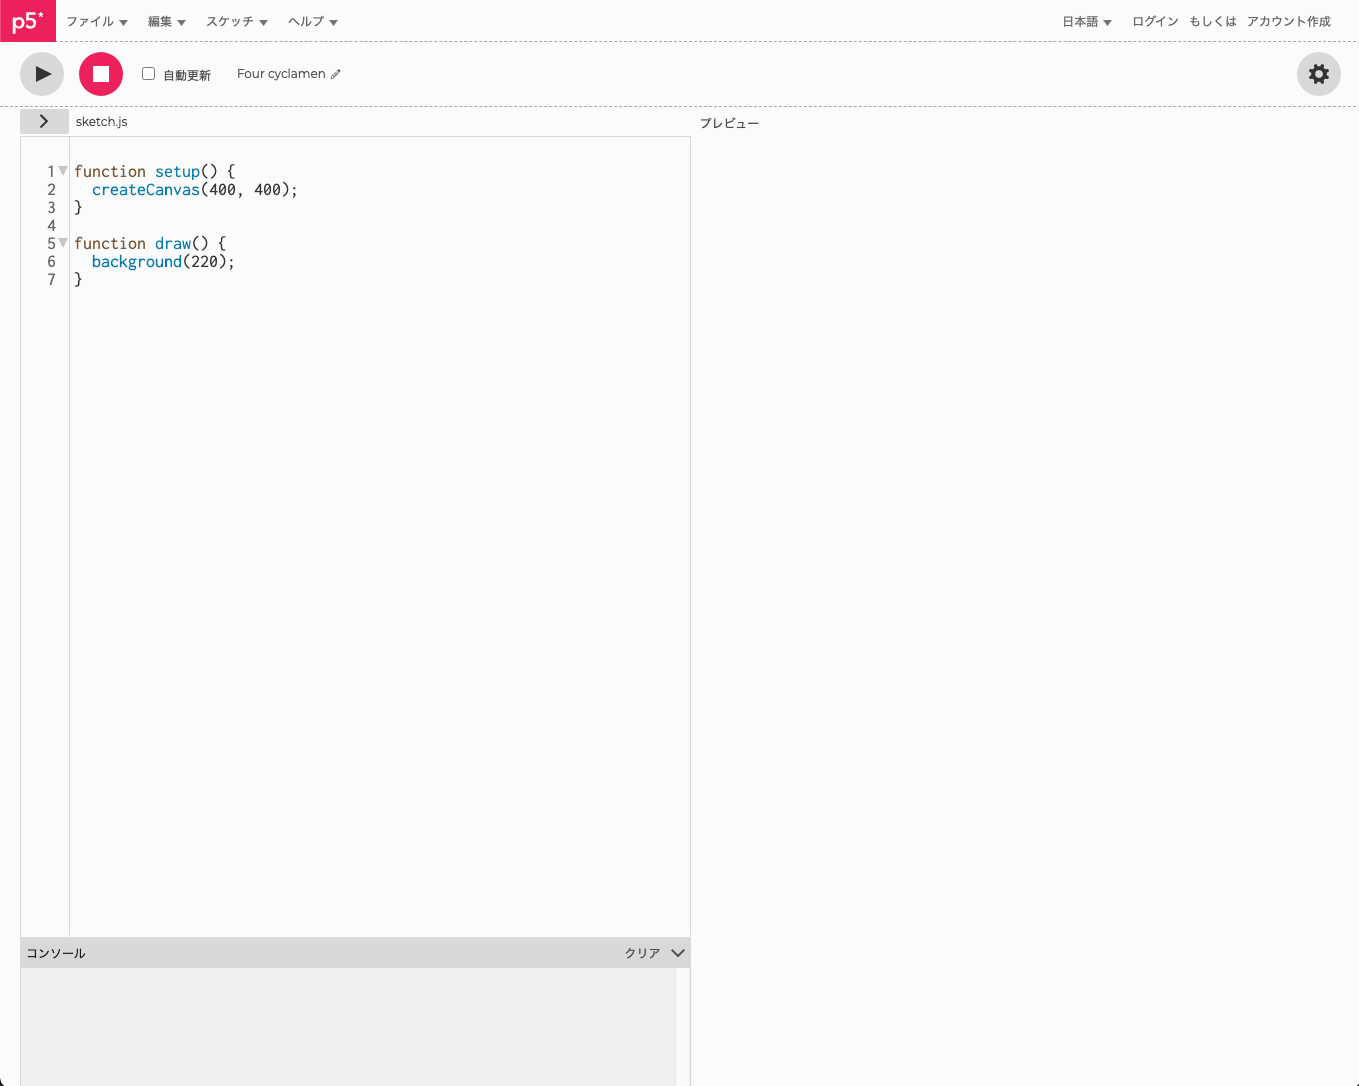 p5* ファイル 編集 スケッチ ヘルプ 日本語 ログイン もしくは アカウント作成
自動更新 Four cyclamen
sketch.js プレビュー
1 function setup() {
2   createCanvas(400, 400);
3 }
4
5 function draw() {
6   background(220);
7 }
コンソール クリア